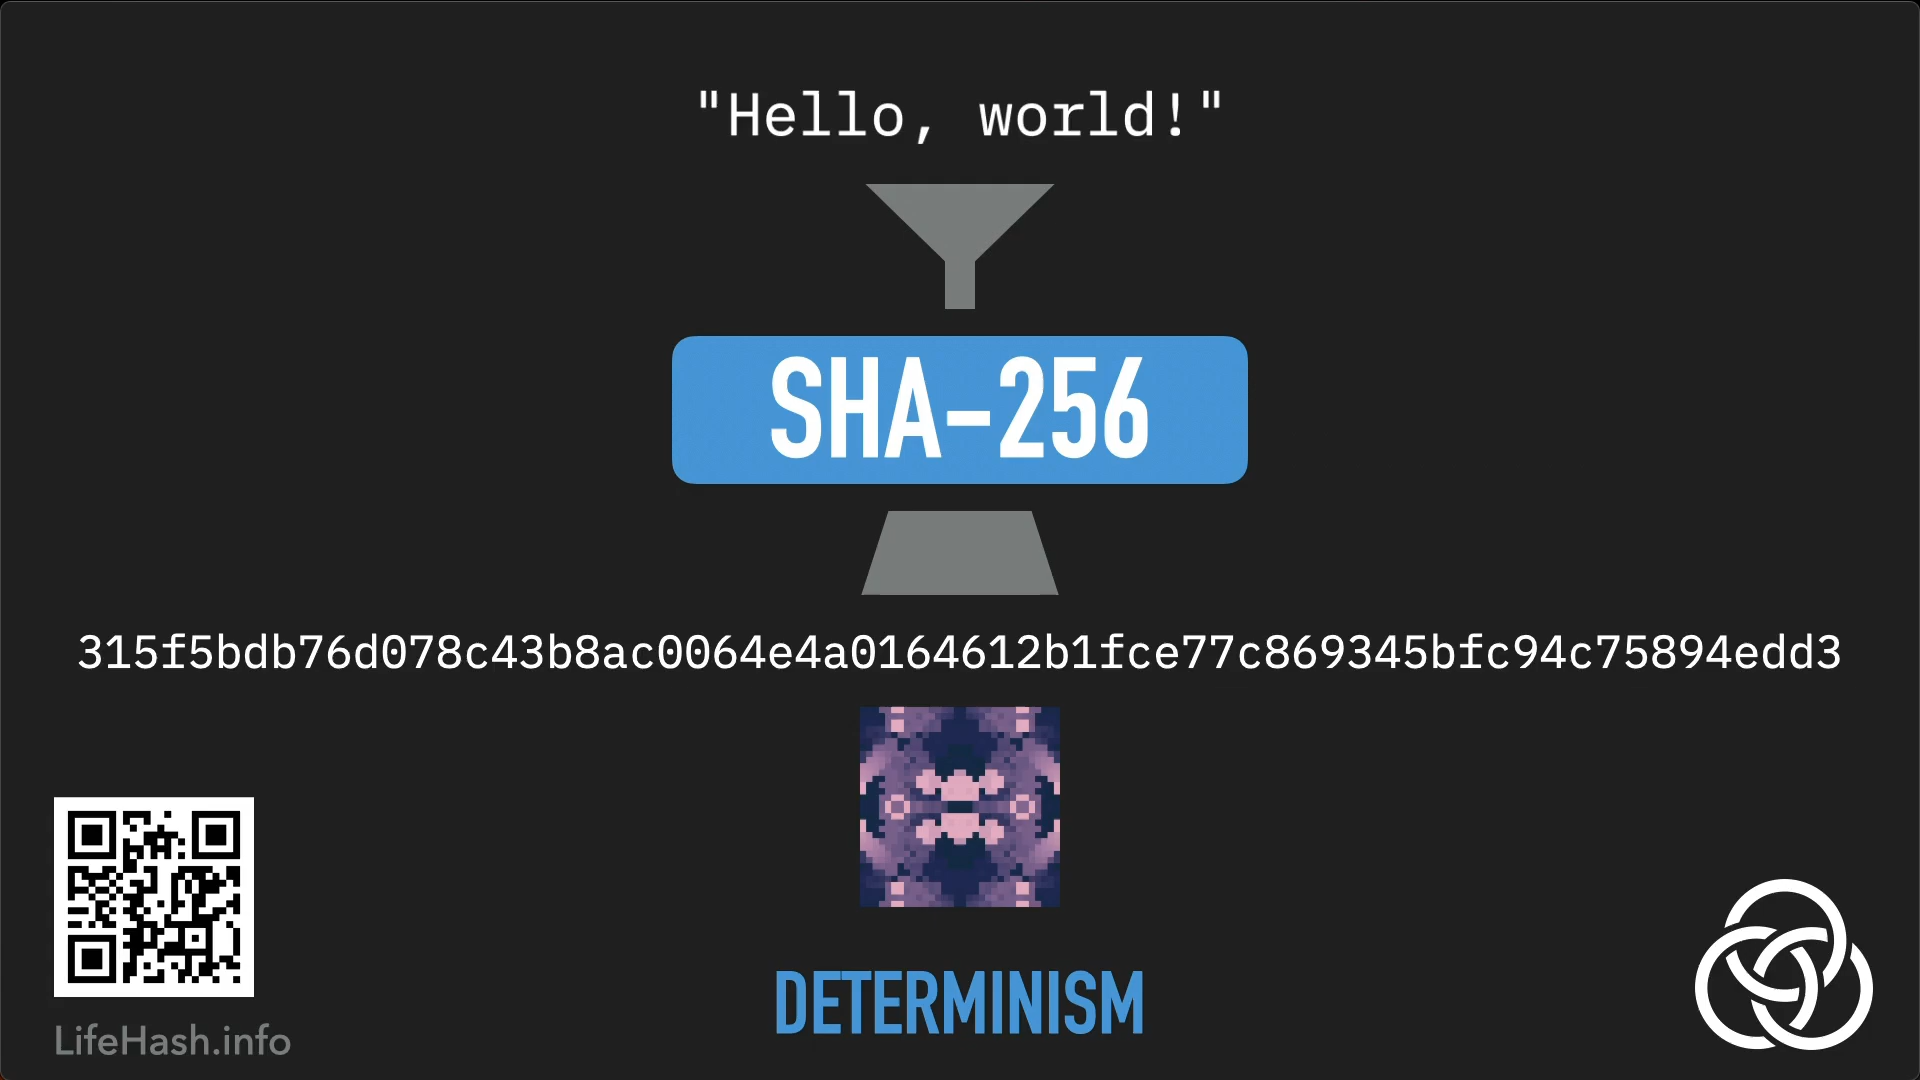 "Hello, world!"
SHA-256
315f5bdb76d078c43b8ac0064e4a0164612b1fce77c869345bfc94c75894edd3
DETERMINISM
LifeHash.info